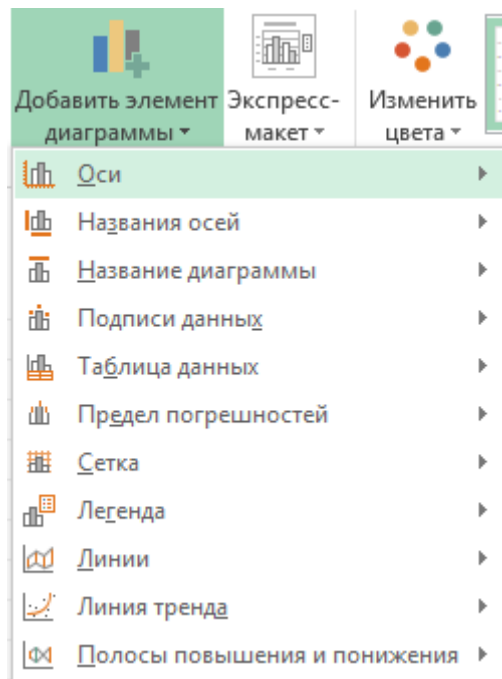 Добавить элемент диаграммы
Экспресс-макет
Изменить цвета
Оси
Названия осей
Название диаграммы
Подписи данных
Таблица данных
Предел погрешностей
Сетка
Легенда
Линии
Линия тренда
Полосы повышения и понижения